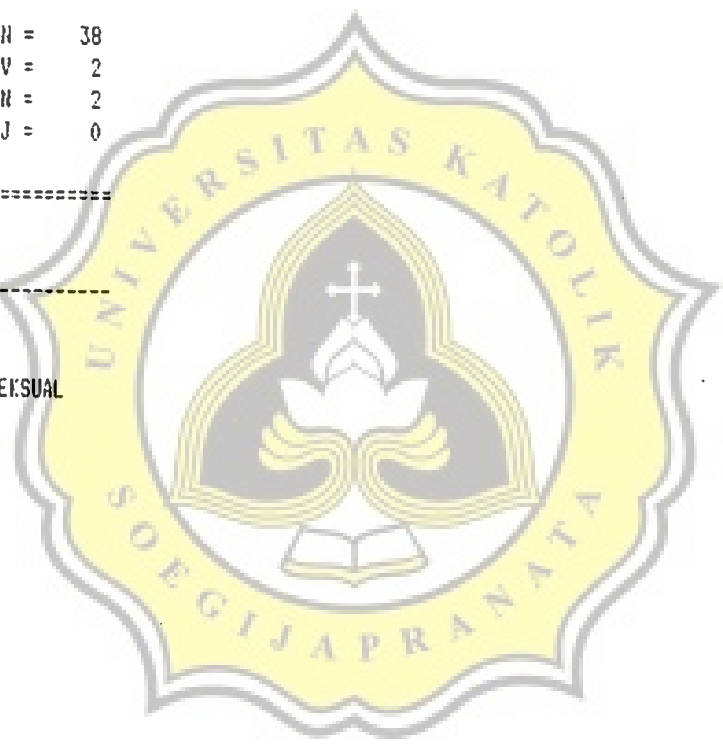 N = 38
V = 2
N = 2
J = 0
==========
----------
EKSUAL
UNIVERSITAS KATOLIK
SOEGIJAPRANATA